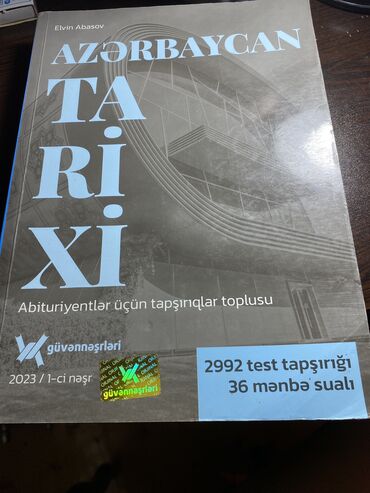 Elvin Abasov
AZƏRBAYCAN
TA
Rİ
Xİ
Abituriyentlər üçün tapşırıqlar toplusu
güvənnəşrləri
2023 / 1-ci nəşr
güvənnəşrləri
2992 test tapşırığı
36 mənbə sualı